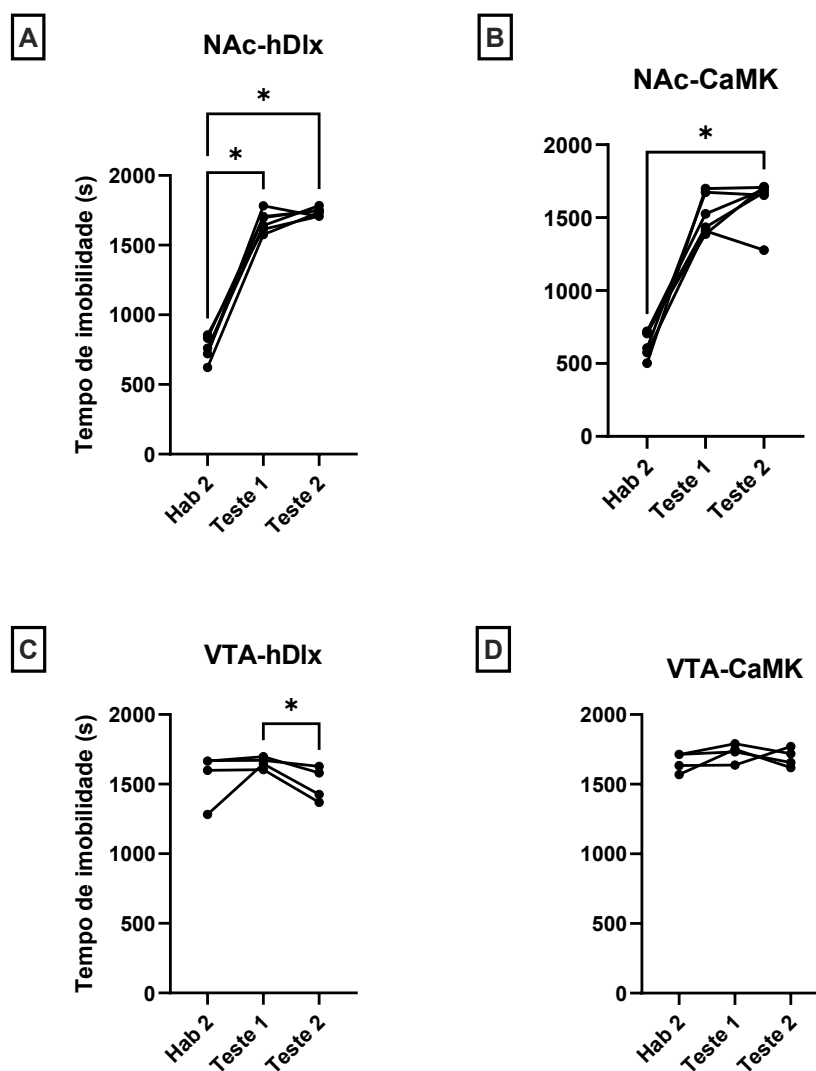 A
NAc-hDlx
*
*
Tempo de imobilidade (s)
2000
1500
1000
500
0
Hab 2
Teste 1
Teste 2
B
NAc-CaMK
*
2000
1500
1000
500
0
Hab 2
Teste 1
Teste 2
C
VTA-hDlx
*
Tempo de imobilidade (s)
2000
1500
1000
500
0
Hab 2
Teste 1
Teste 2
D
VTA-CaMK
2000
1500
1000
500
0
Hab 2
Teste 1
Teste 2